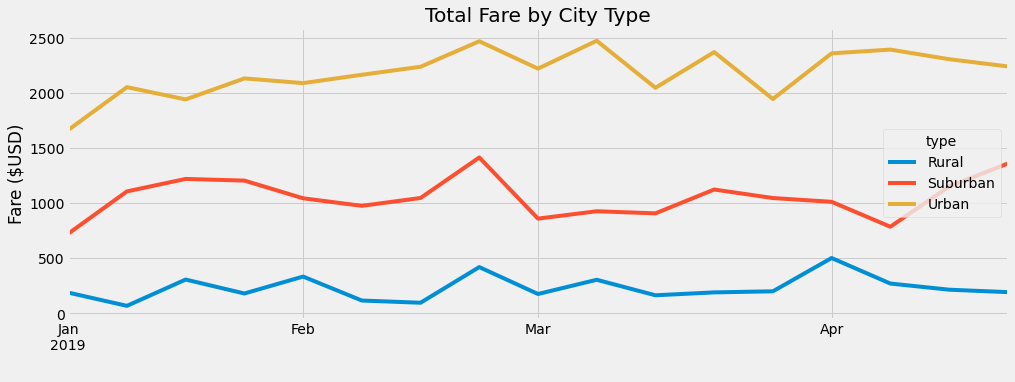 Total Fare by City Type
Fare ($USD)
2500
2000
1500
1000
500
0
Jan
2019
Feb
Mar
Apr
type
Rural
Suburban
Urban